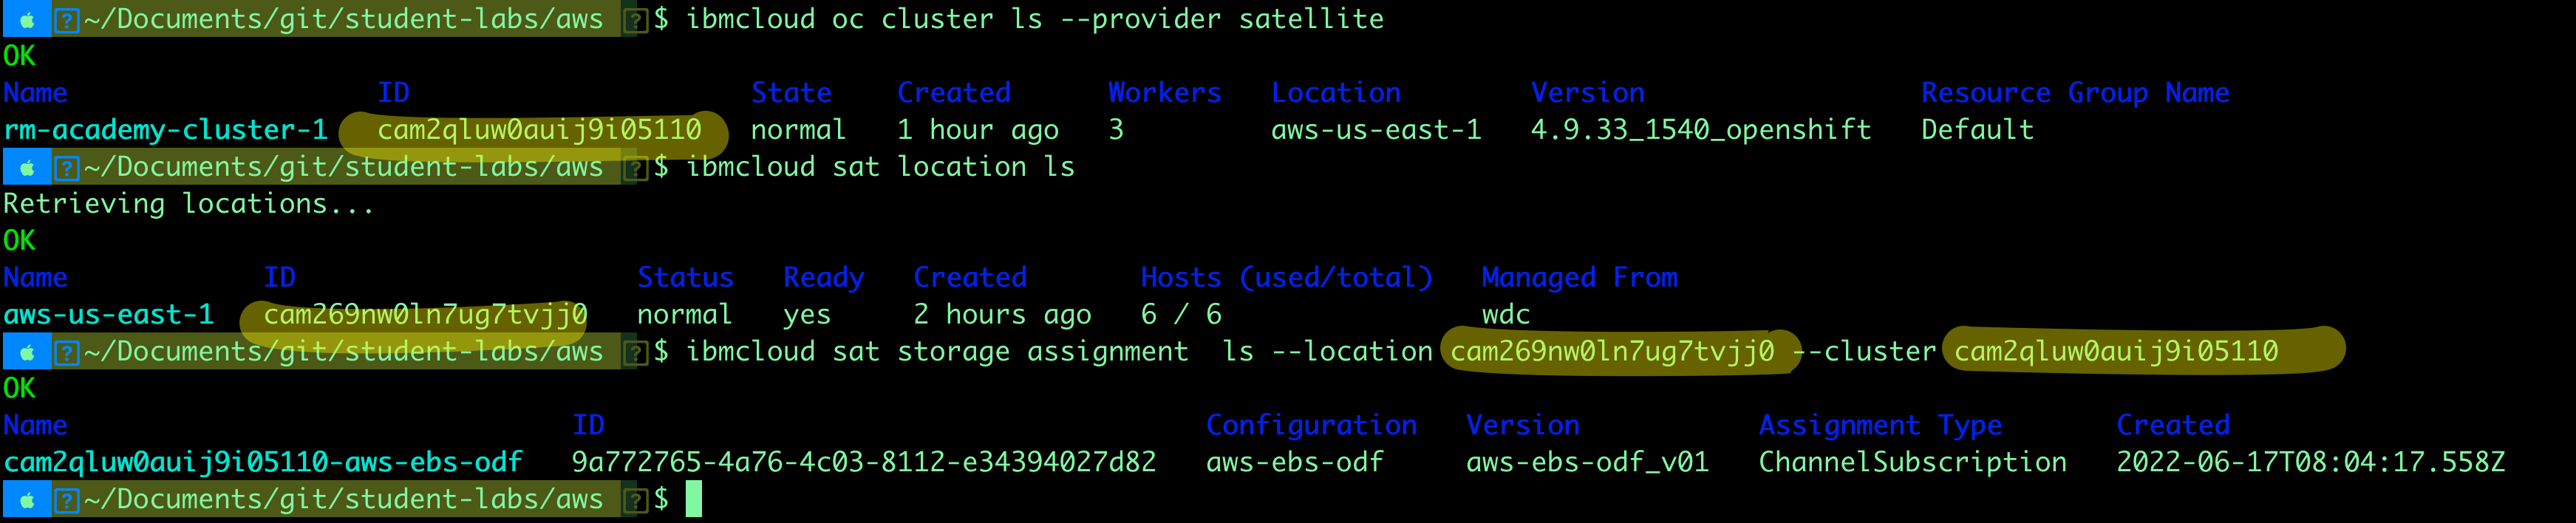 ? ~/Documents/git/student-labs/aws ? $ ibmcloud oc cluster ls --provider satellite
OK
Name ID State Created Workers Location Version Resource Group Name
rm-academy-cluster-1 cam2qluw0auij9i05110 normal 1 hour ago 3 aws-us-east-1 4.9.33_1540_openshift Default
? ~/Documents/git/student-labs/aws ? $ ibmcloud sat location ls
Retrieving locations...
OK
Name ID Status Ready Created Hosts (used/total) Managed From
aws-us-east-1 cam269nw0ln7ug7tvjj0 normal yes 2 hours ago 6 / 6 wdc
? ~/Documents/git/student-labs/aws ? $ ibmcloud sat storage assignment ls --location cam269nw0ln7ug7tvjj0 --cluster cam2qluw0auij9i05110
OK
Name ID Configuration Version Assignment Type Created
cam2qluw0auij9i05110-aws-ebs-odf 9a772765-4a76-4c03-8112-e34394027d82 aws-ebs-odf aws-ebs-odf_v01 ChannelSubscription 2022-06-17T08:04:17.558Z
? ~/Documents/git/student-labs/aws ? $